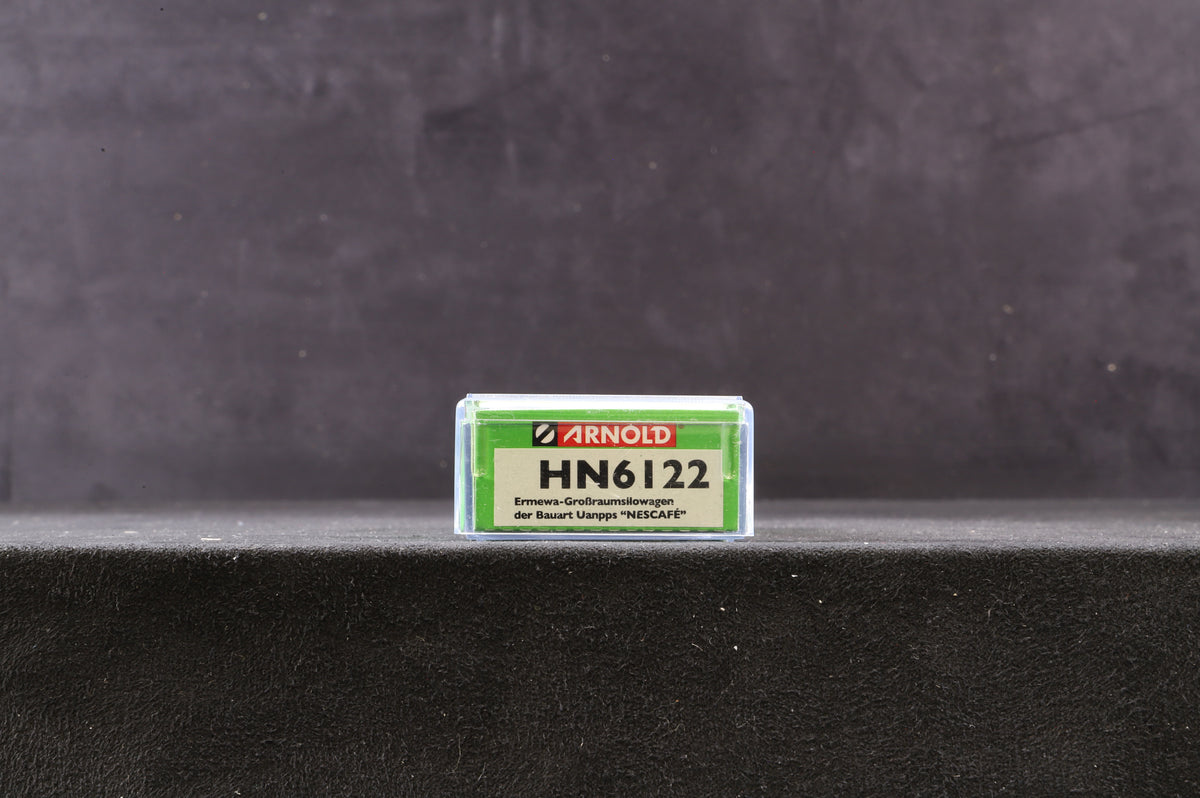 ARNOLD
HN6122
Ermewa-Großraumsilowagen
der Bauart Uanpps “NESCAFÉ”